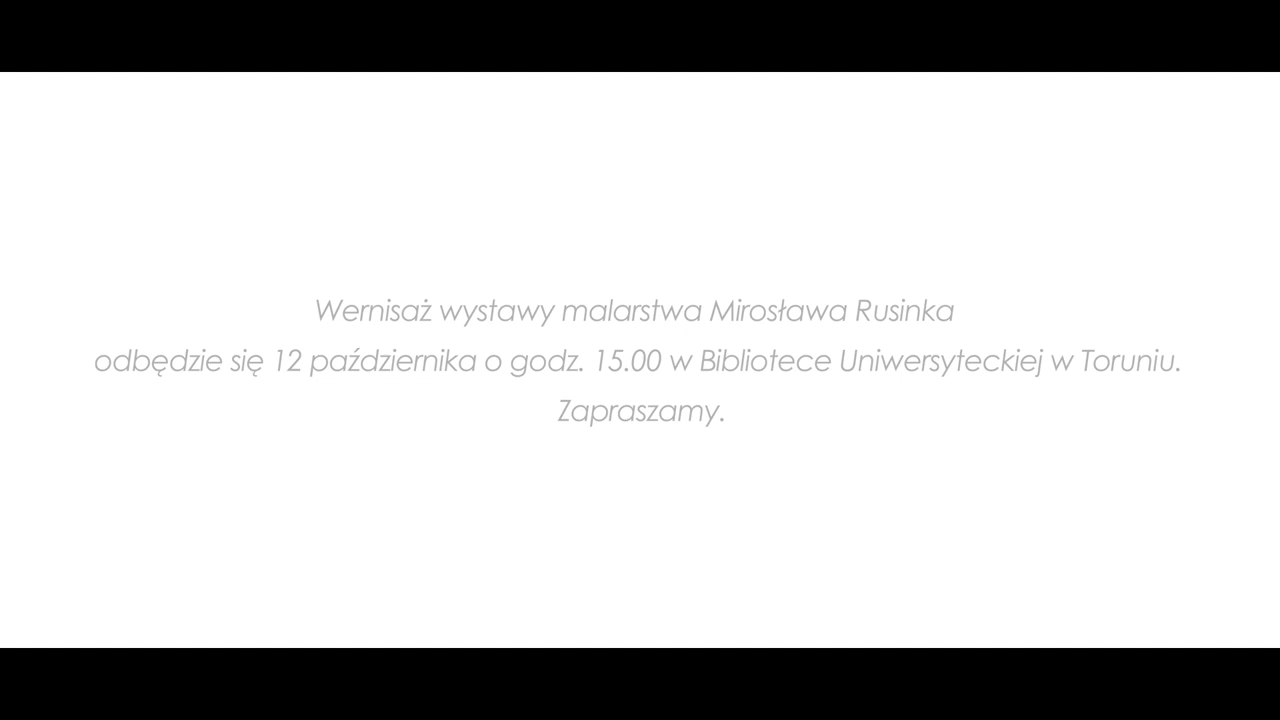 Wernisaż wystawy malarstwa Mirosława Rusinka
odbędzie się 12 października o godz. 15.00 w Bibliotece Uniwersyteckiej w Toruniu.
Zapraszamy.